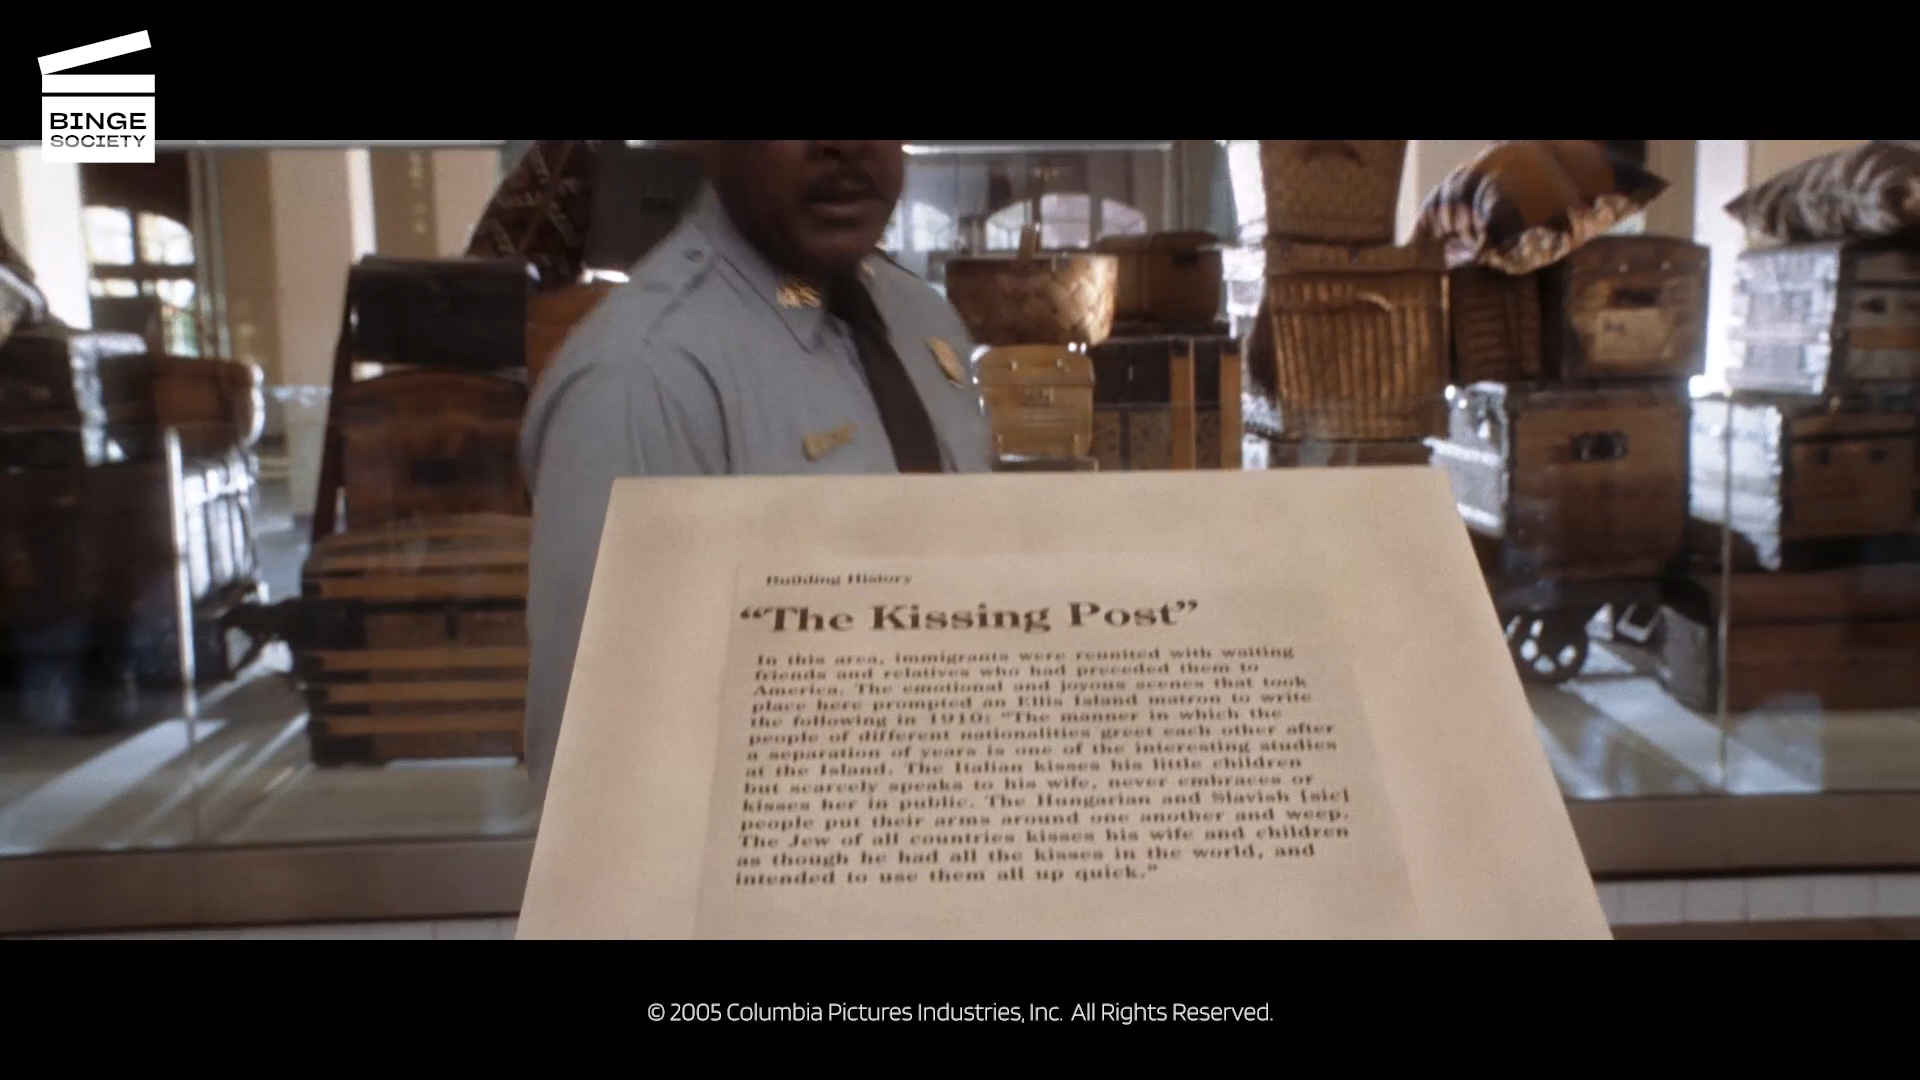 BINGE
SOCIETY
Building History
“The Kissing Post”
In this area, immigrants were reunited with waiting
friends and relatives who had preceded them to
America. The emotional and joyous scenes that took
place here prompted an Ellis Island matron to write
the following in 1910: “The manner in which the
people of different nationalities greet each other after
a separation of years is one of the interesting studies
at the Island. The Italian kisses his little children
but scarcely speaks to his wife, never embraces or
kisses her in public. The Hungarian and Slavish [sic]
people put their arms around one another and weep.
The Jew of all countries kisses his wife and children
as though he had all the kisses in the world, and
intended to use them all up quick.”
© 2005 Columbia Pictures Industries, Inc. All Rights Reserved.